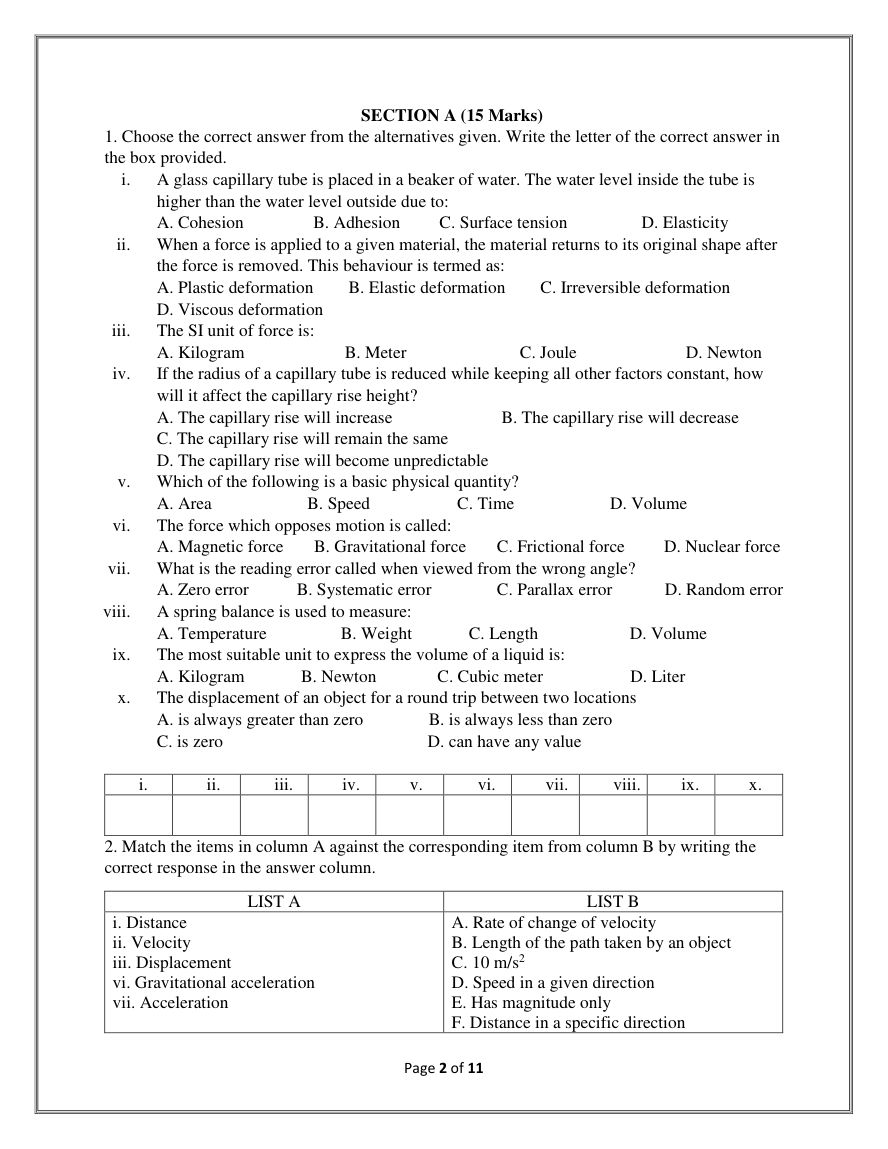 SECTION A (15 Marks)
1. Choose the correct answer from the alternatives given. Write the letter of the correct answer in
the box provided.
i. A glass capillary tube is placed in a beaker of water. The water level inside the tube is
higher than the water level outside due to:
A. Cohesion B. Adhesion C. Surface tension D. Elasticity
ii. When a force is applied to a given material, the material returns to its original shape after
the force is removed. This behaviour is termed as:
A. Plastic deformation B. Elastic deformation C. Irreversible deformation
D. Viscous deformation
iii. The SI unit of force is:
A. Kilogram B. Meter C. Joule D. Newton
iv. If the radius of a capillary tube is reduced while keeping all other factors constant, how
will it affect the capillary rise height?
A. The capillary rise will increase B. The capillary rise will decrease
C. The capillary rise will remain the same
D. The capillary rise will become unpredictable
v. Which of the following is a basic physical quantity?
A. Area B. Speed C. Time D. Volume
vi. The force which opposes motion is called:
A. Magnetic force B. Gravitational force C. Frictional force D. Nuclear force
vii. What is the reading error called when viewed from the wrong angle?
A. Zero error B. Systematic error C. Parallax error D. Random error
viii. A spring balance is used to measure:
A. Temperature B. Weight C. Length D. Volume
ix. The most suitable unit to express the volume of a liquid is:
A. Kilogram B. Newton C. Cubic meter D. Liter
x. The displacement of an object for a round trip between two locations
A. is always greater than zero B. is always less than zero
C. is zero D. can have any value
i. ii. iii. iv. v. vi. vii. viii. ix. x.
2. Match the items in column A against the corresponding item from column B by writing the
correct response in the answer column.
LIST A LIST B
i. Distance A. Rate of change of velocity
ii. Velocity B. Length of the path taken by an object
iii. Displacement C. 10 m/s²
vi. Gravitational acceleration D. Speed in a given direction
vii. Acceleration E. Has magnitude only
F. Distance in a specific direction
Page 2 of 11